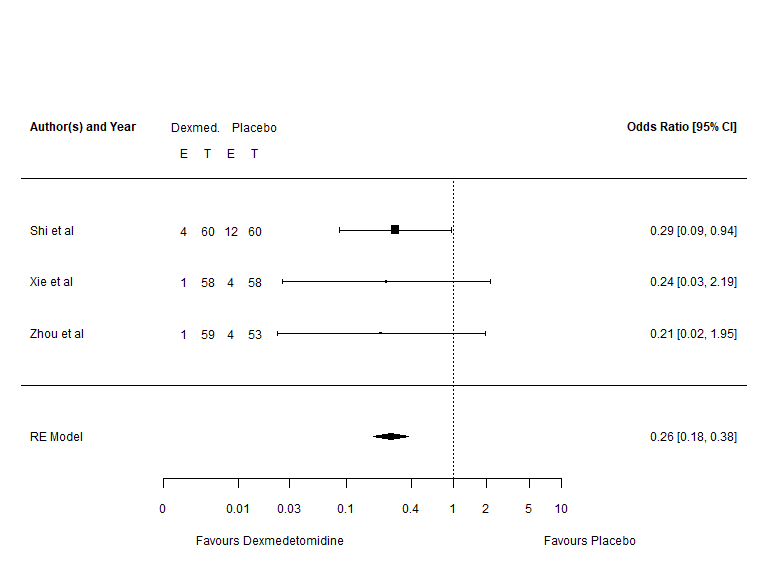 Author(s) and Year Dexmed. Placebo Odds Ratio [95% CI]
E T E T
Shi et al 4 60 12 60 0.29 [0.09, 0.94]
Xie et al 1 58 4 58 0.24 [0.03, 2.19]
Zhou et al 1 59 4 53 0.21 [0.02, 1.95]
RE Model 0.26 [0.18, 0.38]
0 0.01 0.03 0.1 0.4 1 2 5 10
Favours Dexmedetomidine Favours Placebo